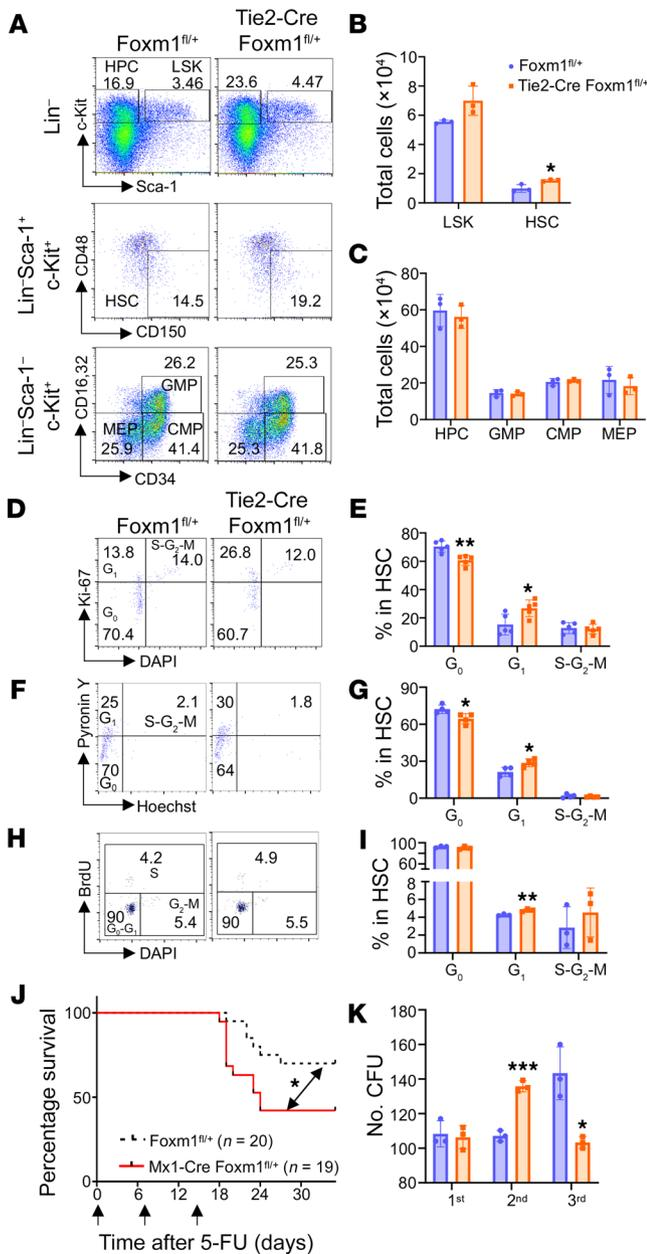 A
Foxm1fl/+
Tie2-Cre
Foxm1fl/+
HPC
16.9
LSK
3.46
23.6
4.47
Lin−
c-Kit
Sca-1
Lin−Sca-1+
c-Kit+
CD48
HSC
14.5
19.2
CD150
Lin−Sca-1−
c-Kit+
CD16,32
26.2
GMP
MEP
25.9
CMP
41.4
25.3
25.3
41.8
CD34
B
Total cells (×10⁴)
10
8
6
4
2
0
Foxm1fl/+
Tie2-Cre Foxm1fl/+
*
LSK
HSC
C
Total cells (×10⁴)
80
60
40
20
0
HPC
GMP
CMP
MEP
D
Foxm1fl/+
Tie2-Cre
Foxm1fl/+
Ki-67
13.8
G₁
S-G₂-M
14.0
G₀
70.4
26.8
12.0
60.7
DAPI
E
% in HSC
80
60
40
20
0
**
*
G₀
G₁
S-G₂-M
F
Pyronin Y
25
G₁
2.1
S-G₂-M
70
G₀
30
1.8
64
Hoechst
G
% in HSC
90
60
30
0
*
*
G₀
G₁
S-G₂-M
H
BrdU
4.2
S
90
G₀-G₁
G₂-M
5.4
4.9
90
5.5
DAPI
I
% in HSC
100
60
8
6
4
2
0
**
G₀
G₁
S-G₂-M
J
Percentage survival
100
50
0
*
Foxm1fl/+ (n = 20)
Mx1-Cre Foxm1fl/+ (n = 19)
0
6
12
18
24
30
Time after 5-FU (days)
K
No. CFU
180
160
140
120
100
80
***
*
1st
2nd
3rd